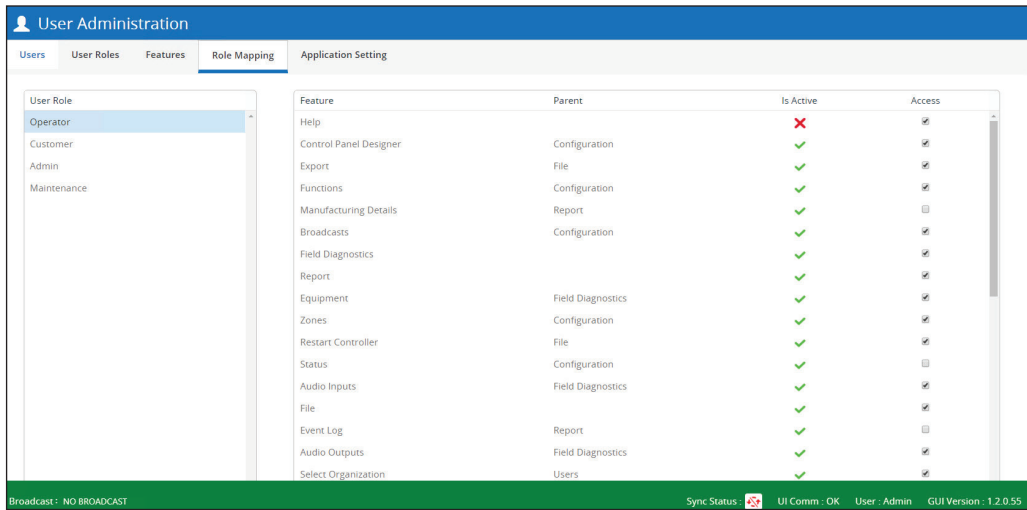 User Administration
Users User Roles Features Role Mapping Application Setting
User Role
Operator
Customer
Admin
Maintenance
Feature Parent Is Active Access
Help
Control Panel Designer Configuration
Export File
Functions Configuration
Manufacturing Details Report
Broadcasts Configuration
Field Diagnostics
Report
Equipment Field Diagnostics
Zones Configuration
Restart Controller File
Status Configuration
Audio Inputs Field Diagnostics
File
Event Log Report
Audio Outputs Field Diagnostics
Select Organization Users
Broadcast : NO BROADCAST Sync Status : UI Comm : OK User : Admin GUI Version : 1.2.0.55